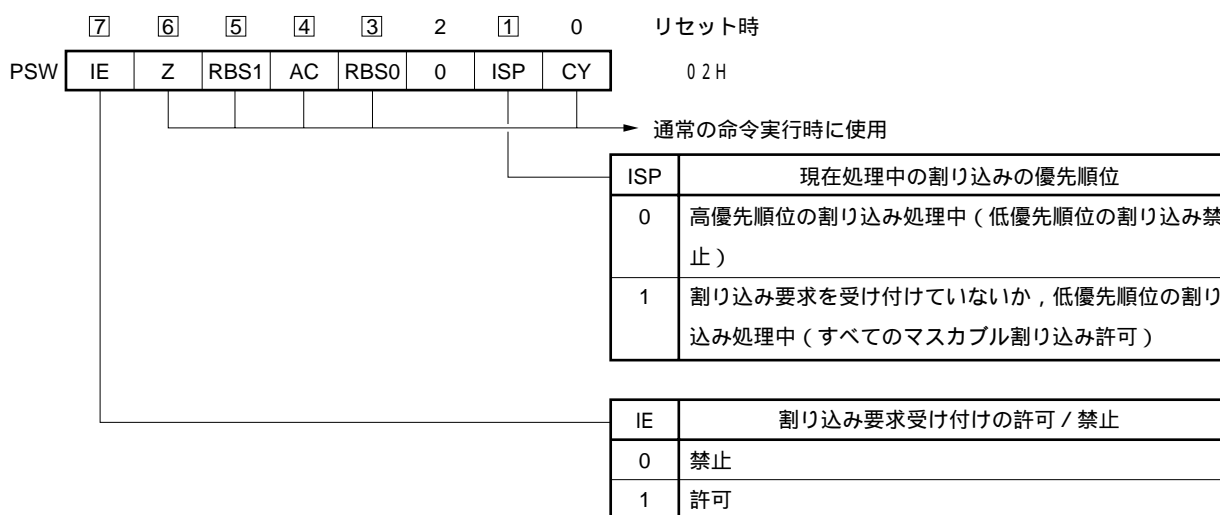 7 6 5 4 3 2 1 0 リセット時
PSW IE Z RBS1 AC RBS0 0 ISP CY 02H
通常の命令実行時に使用
ISP 現在処理中の割り込みの優先順位
0 高優先順位の割り込み処理中（低優先順位の割り込み禁
止）
1 割り込み要求を受け付けていないか，低優先順位の割り
込み処理中（すべてのマスカブル割り込み許可）
IE 割り込み要求受け付けの許可／禁止
0 禁止
1 許可